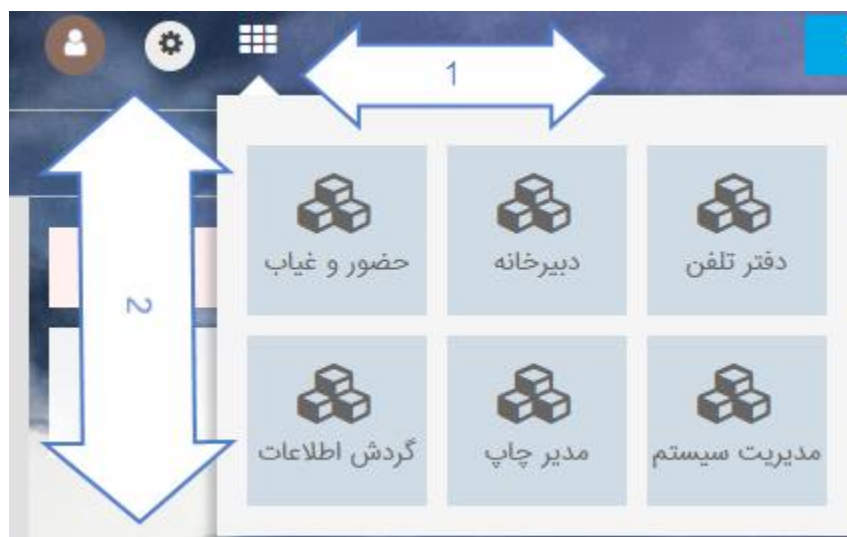 1
2
دفتر تلفن
دبیرخانه
حضور و غیاب
مدیریت سیستم
مدیر چاپ
گردش اطلاعات